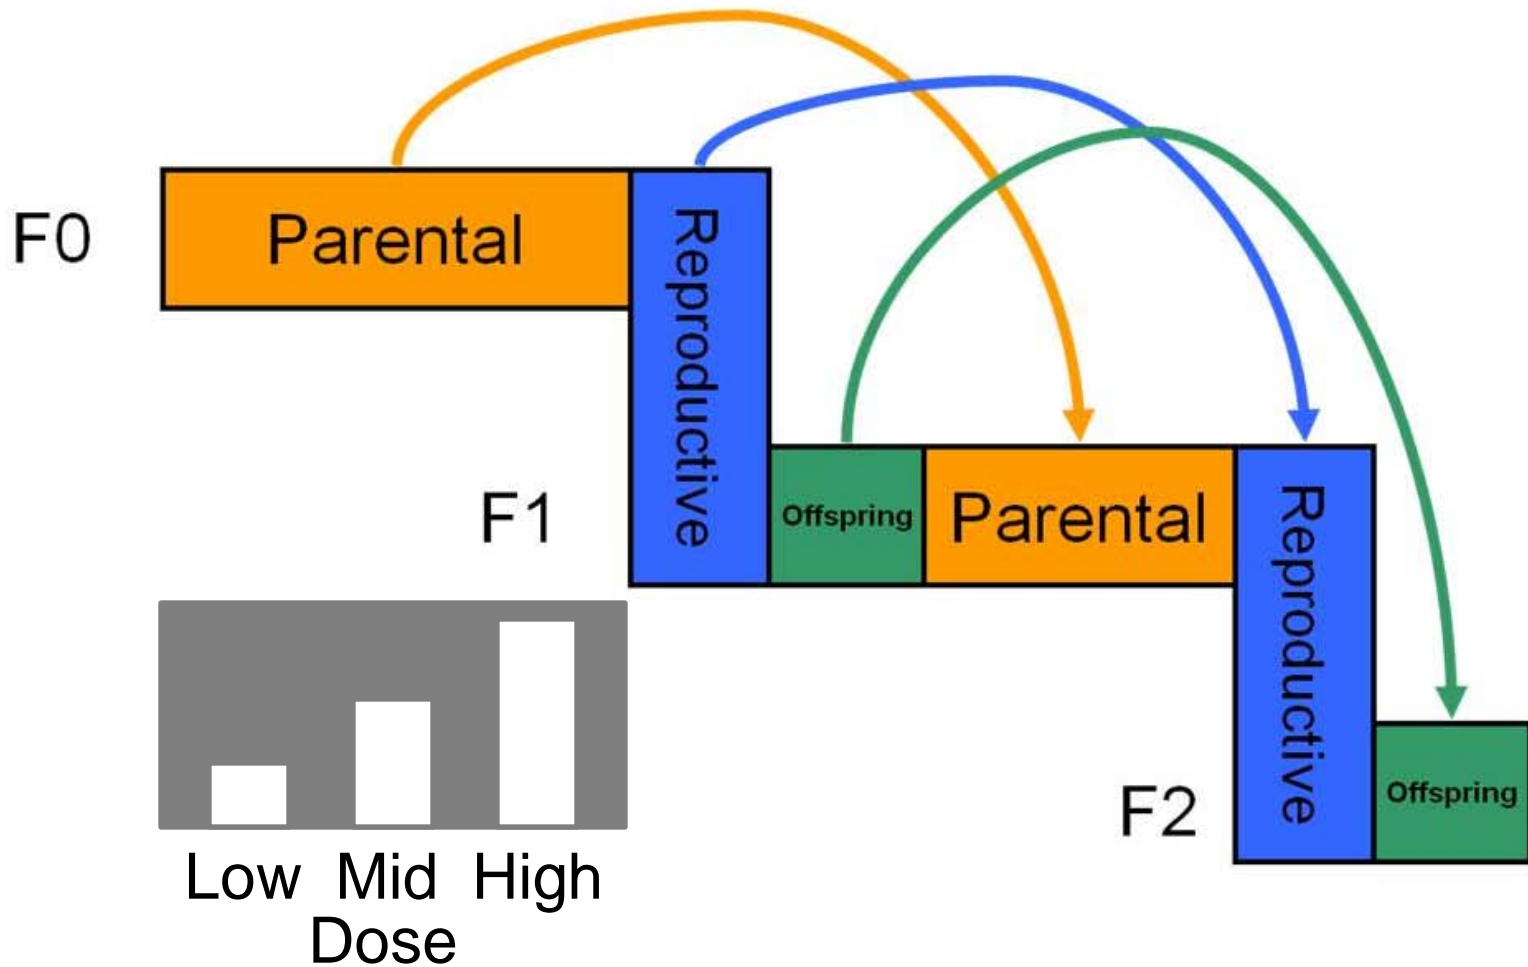 F0
Parental
Reproductive
F1
Offspring
Parental
Reproductive
F2
Offspring
Low Mid High
Dose